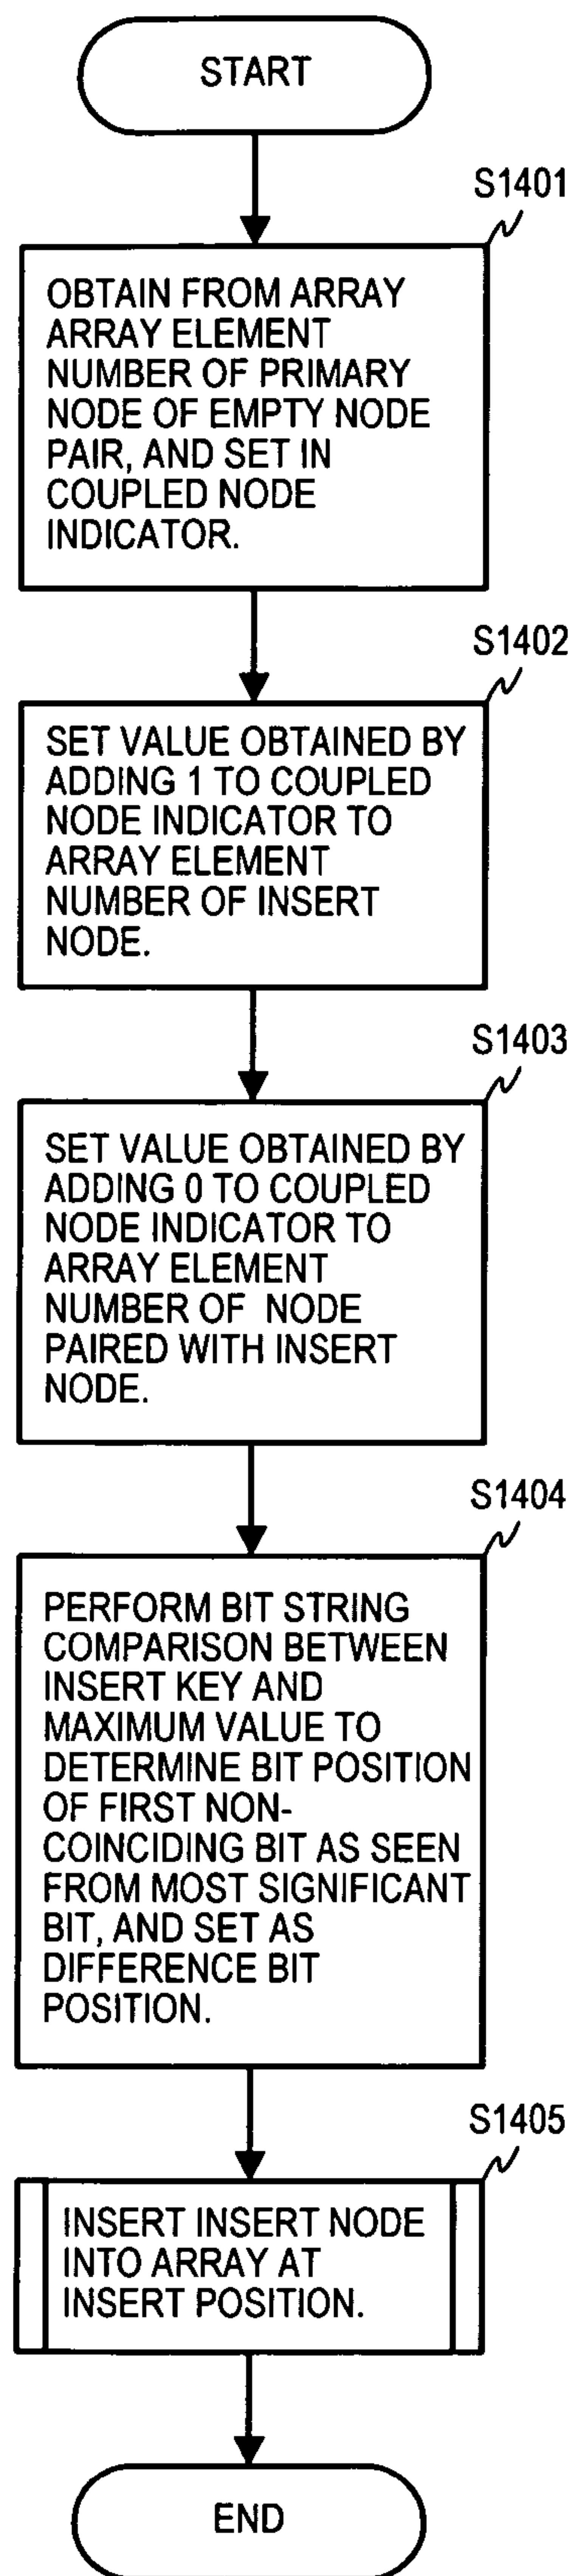 START
S1401
OBTAIN FROM ARRAY
ARRAY ELEMENT
NUMBER OF PRIMARY
NODE OF EMPTY NODE
PAIR, AND SET IN
COUPLED NODE
INDICATOR.
S1402
SET VALUE OBTAINED BY
ADDING 1 TO COUPLED
NODE INDICATOR TO
ARRAY ELEMENT
NUMBER OF INSERT
NODE.
S1403
SET VALUE OBTAINED BY
ADDING 0 TO COUPLED
NODE INDICATOR TO
ARRAY ELEMENT
NUMBER OF NODE
PAIRED WITH INSERT
NODE.
S1404
PERFORM BIT STRING
COMPARISON BETWEEN
INSERT KEY AND
MAXIMUM VALUE TO
DETERMINE BIT POSITION
OF FIRST NON-
COINCIDING BIT AS SEEN
FROM MOST SIGNIFICANT
BIT, AND SET AS
DIFFERENCE BIT
POSITION.
S1405
INSERT INSERT NODE
INTO ARRAY AT
INSERT POSITION.
END